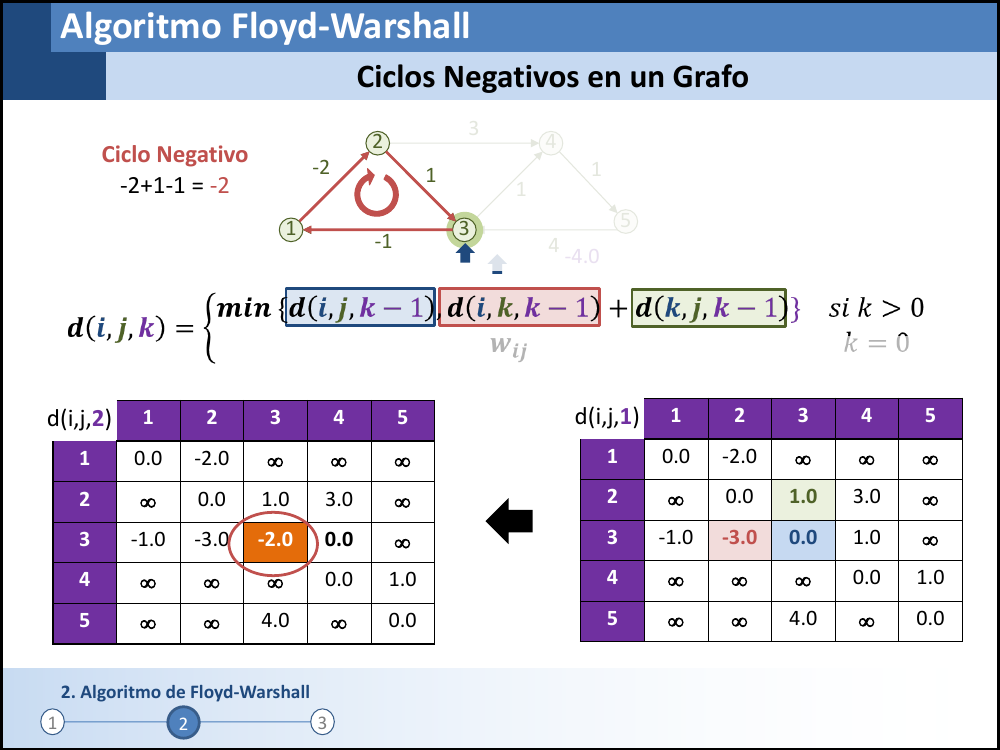 Algoritmo Floyd-Warshall
Ciclos Negativos en un Grafo
Ciclo Negativo
-2+1-1 = -2
2 3 4
-2 1 1 1
1 3 5
-1 4 -4.0
d(i,j,k) = { min {d(i,j,k−1), d(i,k,k−1) + d(k,j,k−1)} si k > 0
w_ij k = 0
d(i,j,2) 1 2 3 4 5
1 0.0 -2.0 ∞ ∞ ∞
2 ∞ 0.0 1.0 3.0 ∞
3 -1.0 -3.0 -2.0 0.0 ∞
4 ∞ ∞ ∞ 0.0 1.0
5 ∞ ∞ 4.0 ∞ 0.0
d(i,j,1) 1 2 3 4 5
1 0.0 -2.0 ∞ ∞ ∞
2 ∞ 0.0 1.0 3.0 ∞
3 -1.0 -3.0 0.0 1.0 ∞
4 ∞ ∞ ∞ 0.0 1.0
5 ∞ ∞ 4.0 ∞ 0.0
2. Algoritmo de Floyd-Warshall
1 2 3